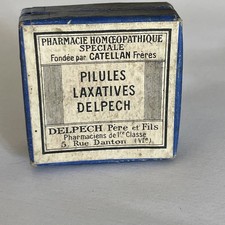 PHARMACIE HOMŒOPATHIQUE
SPÉCIALE
Fondée par CATELLAN Frères
PILULES
LAXATIVES
DELPECH
DELPECH Père et Fils
Pharmaciens de 1re Classe
5, Rue Danton (VIe)